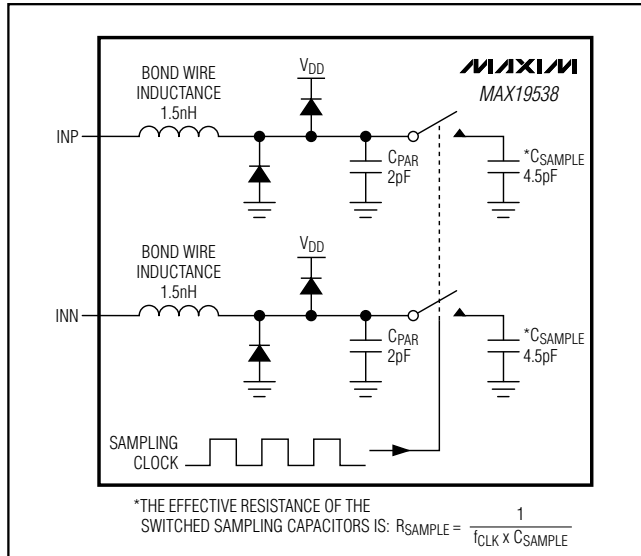 MAXIM
MAX19538
BOND WIRE
INDUCTANCE
1.5nH
VDD
INP
CPAR
2pF
*CSAMPLE
4.5pF
BOND WIRE
INDUCTANCE
1.5nH
VDD
INN
CPAR
2pF
*CSAMPLE
4.5pF
SAMPLING
CLOCK
*THE EFFECTIVE RESISTANCE OF THE
SWITCHED SAMPLING CAPACITORS IS: RSAMPLE = 1
fCLK x CSAMPLE